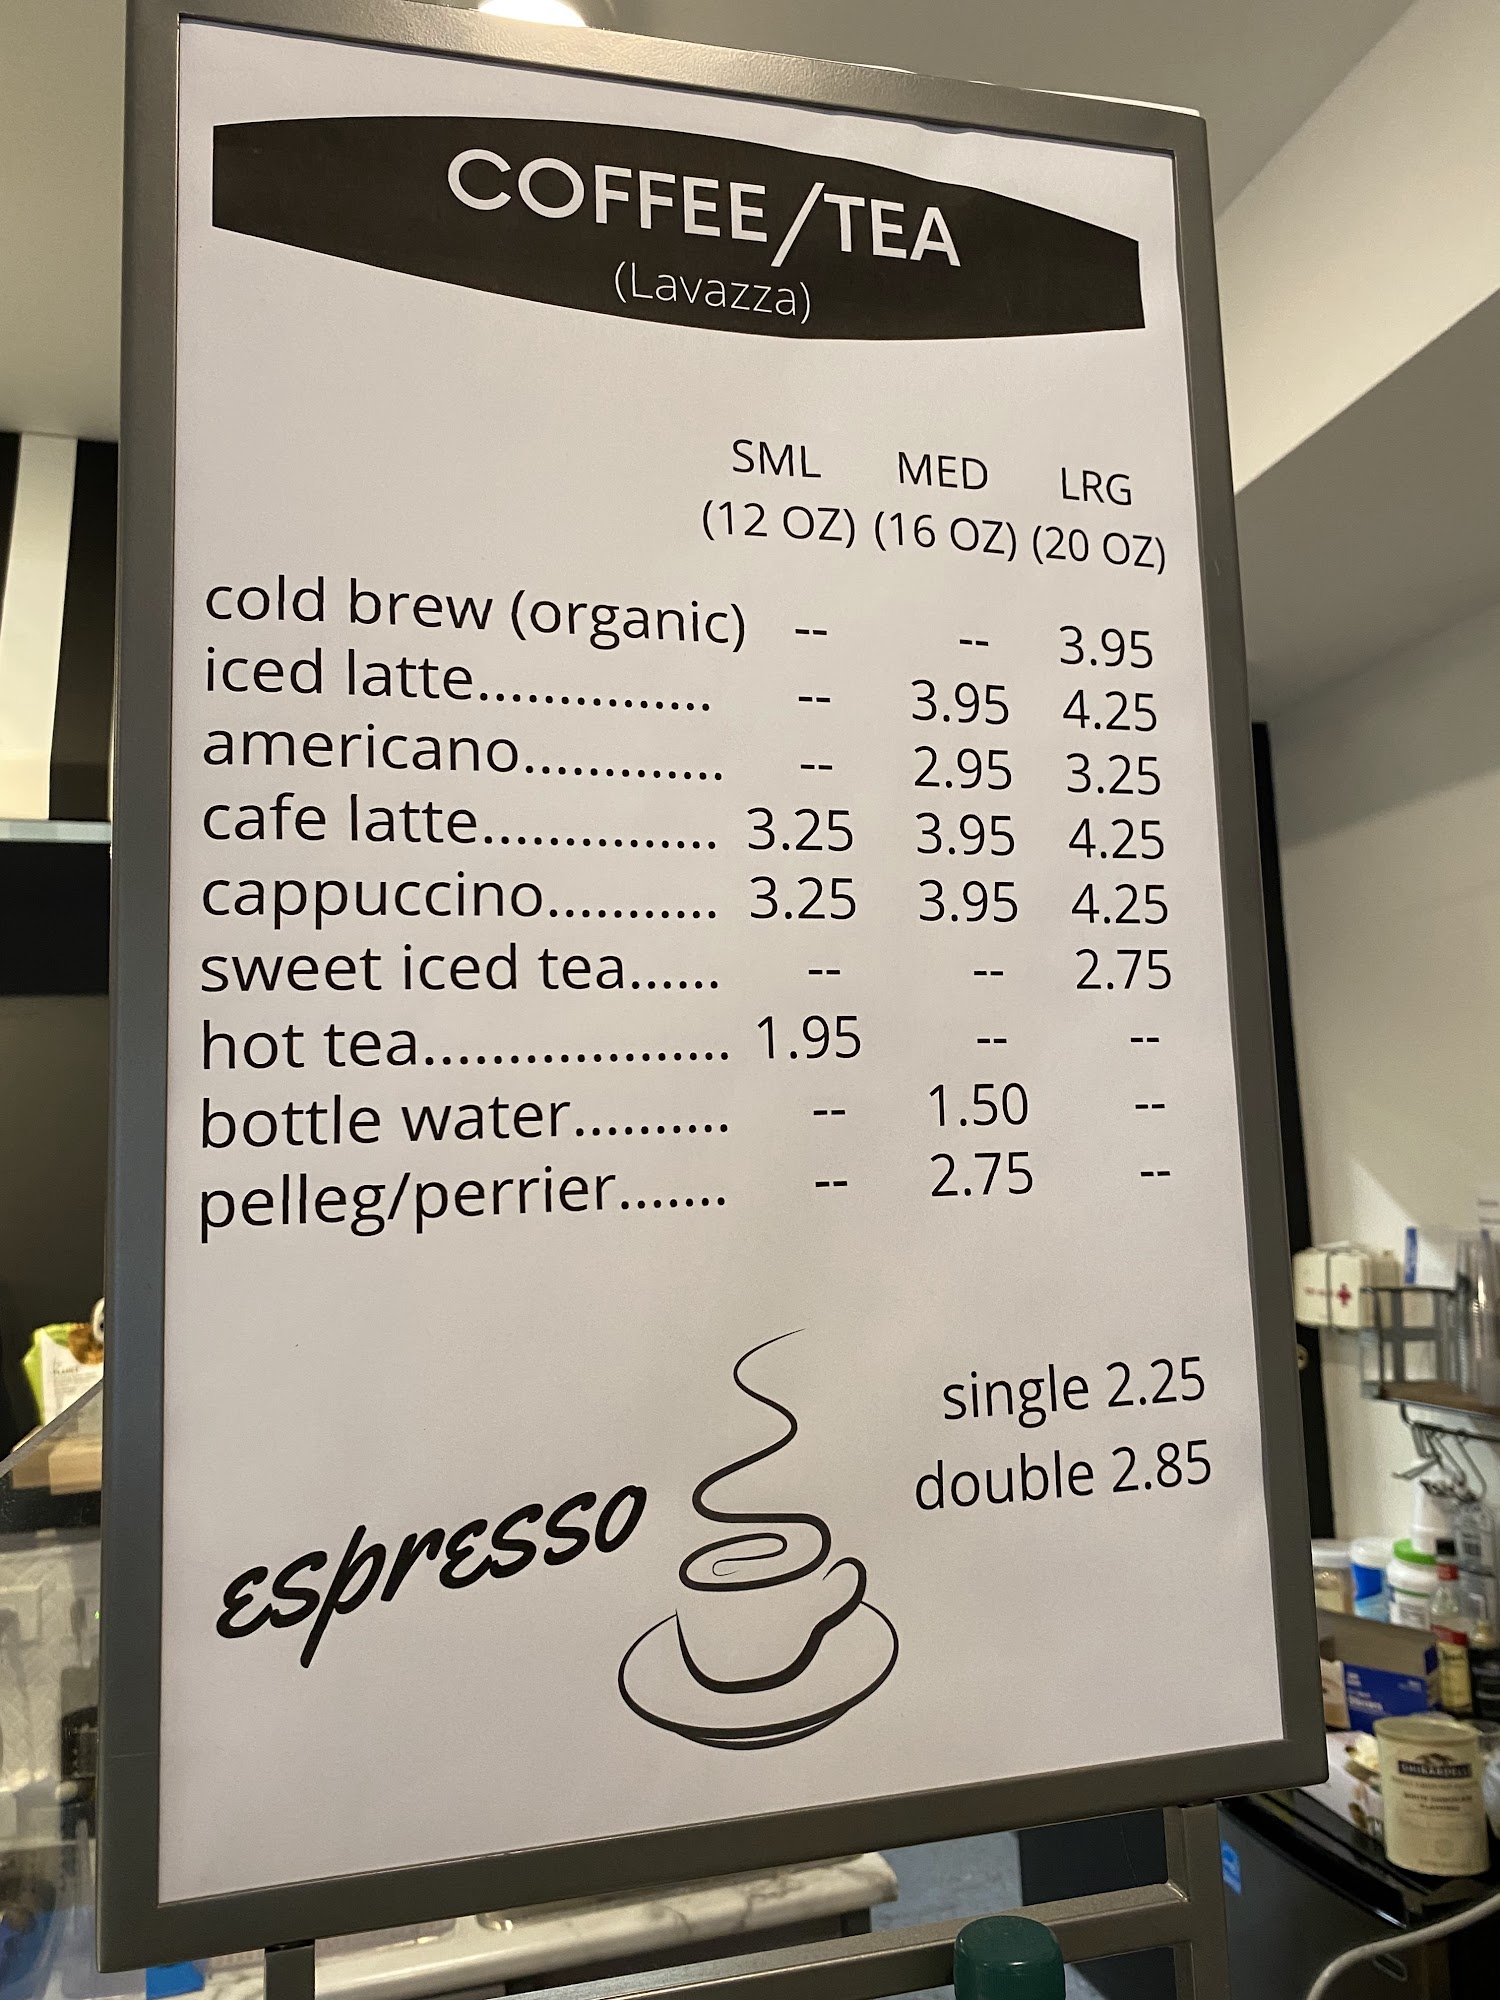 COFFEE/TEA
(Lavazza)
SML MED LRG
(12 OZ) (16 OZ) (20 OZ)
cold brew (organic) -- -- 3.95
iced latte............... -- 3.95 4.25
americano............. -- 2.95 3.25
cafe latte............... 3.25 3.95 4.25
cappuccino........... 3.25 3.95 4.25
sweet iced tea...... -- -- 2.75
hot tea................... 1.95 -- --
bottle water.......... -- 1.50 --
pelleg/perrier....... -- 2.75 --
single 2.25
double 2.85
espresso
GHIRARDELLI